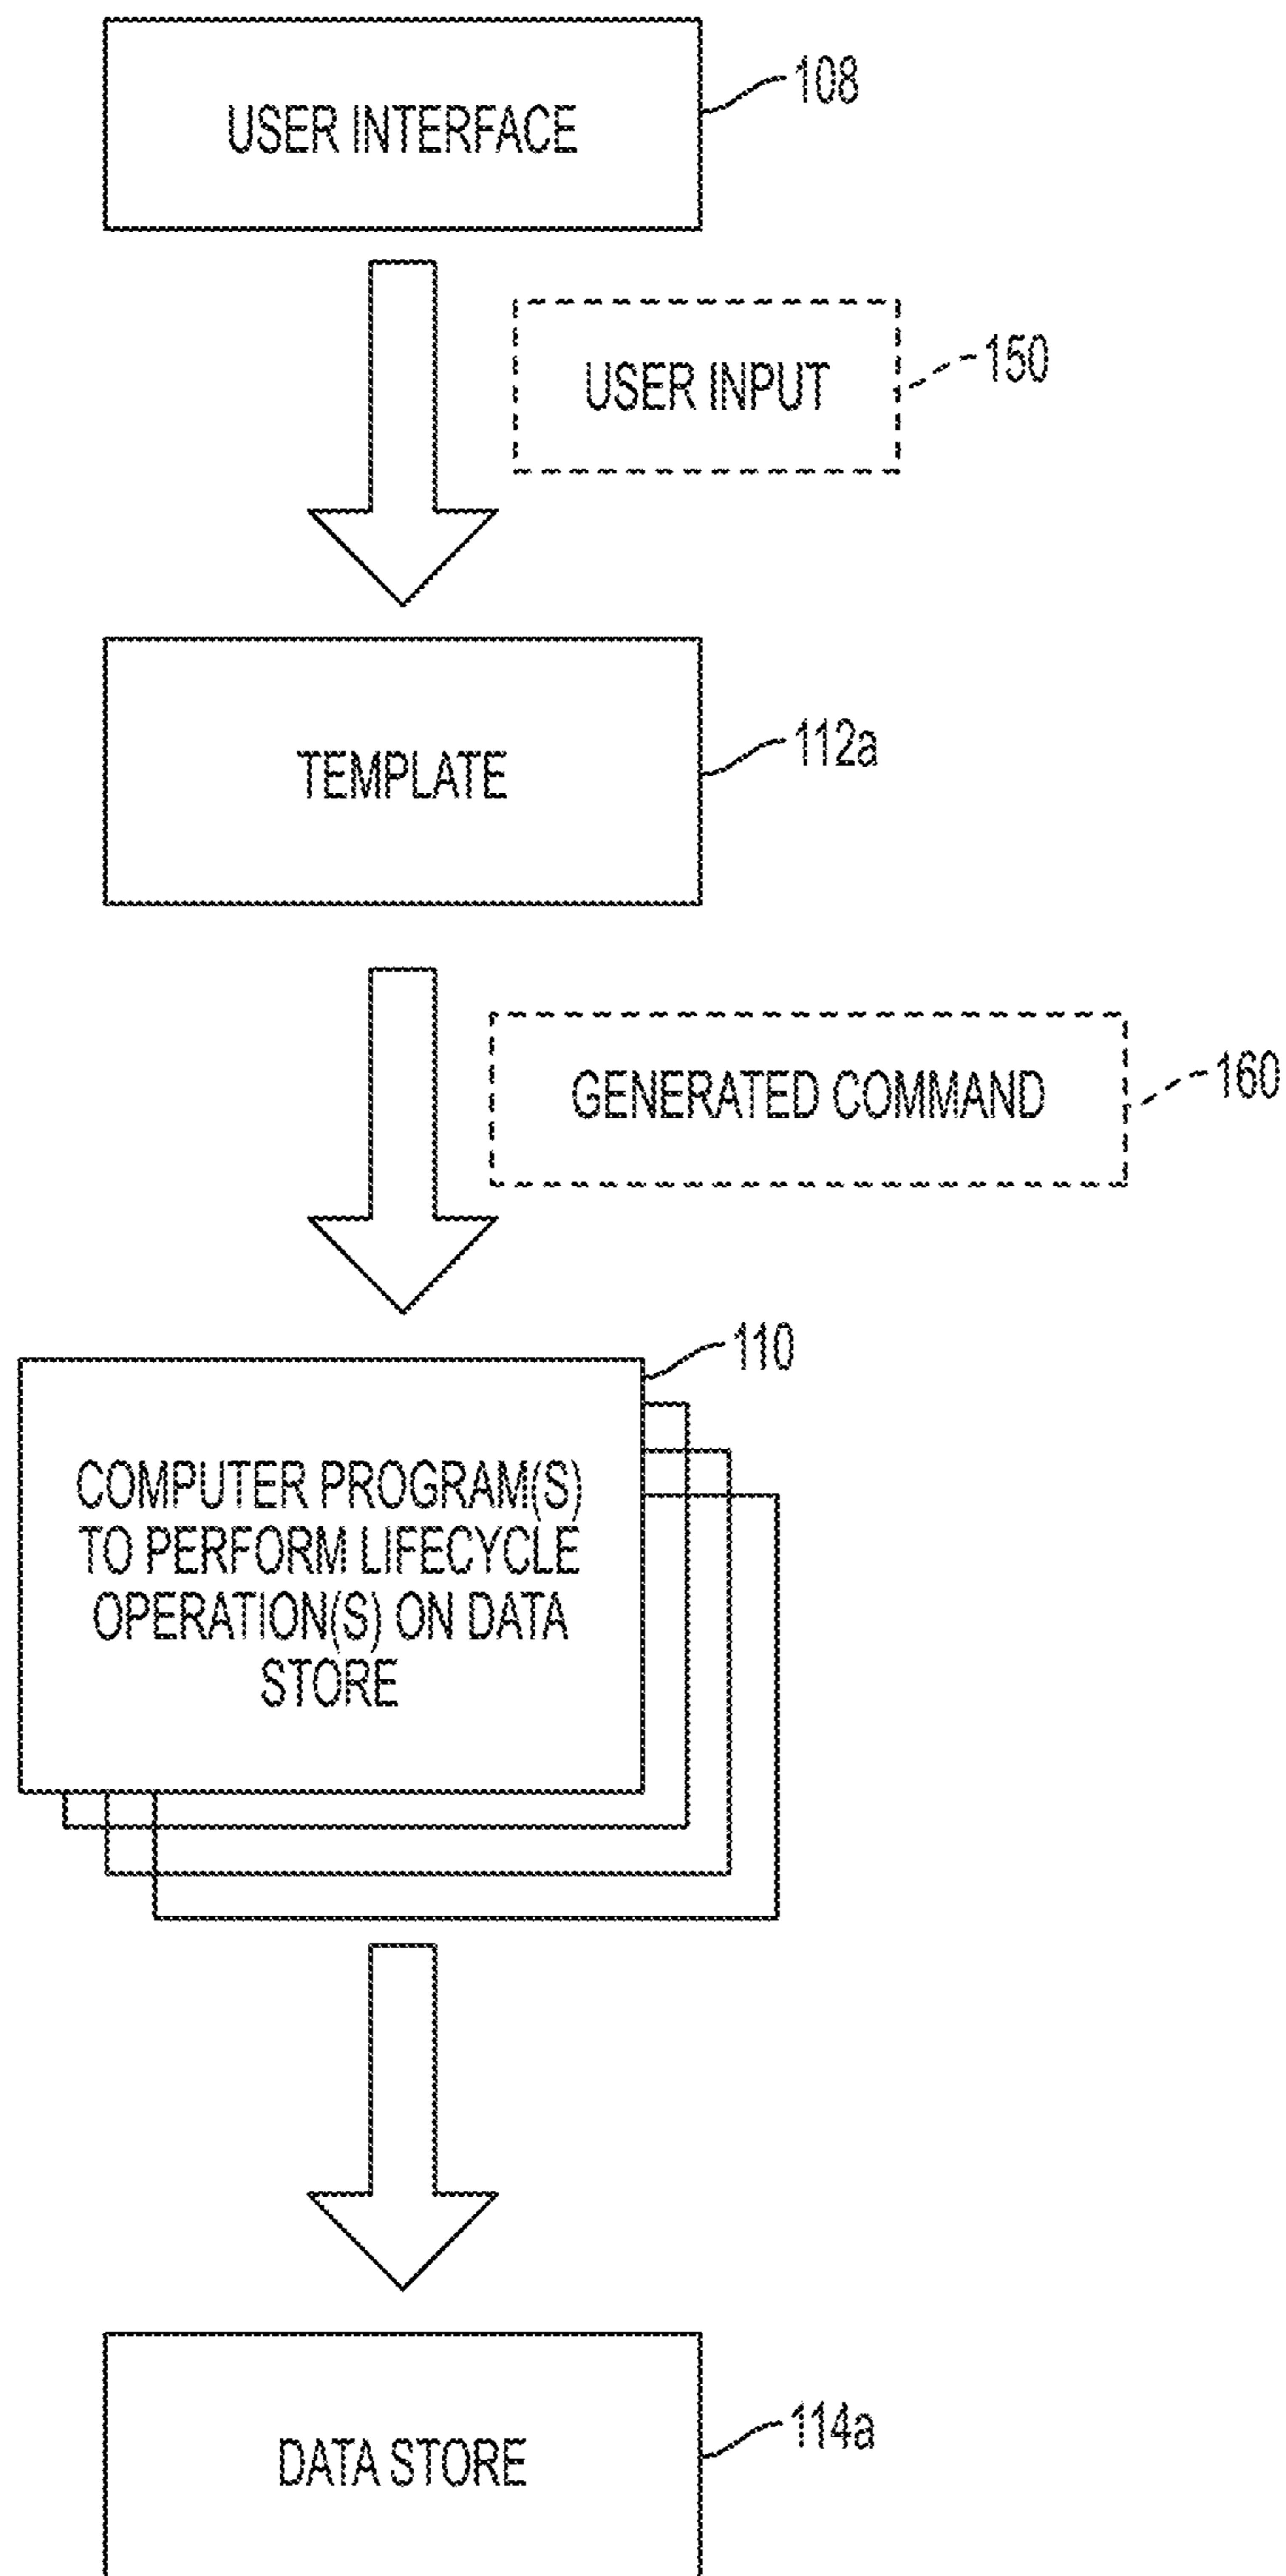 USER INTERFACE
108
USER INPUT
150
TEMPLATE
112a
GENERATED COMMAND
160
110
COMPUTER PROGRAM(S)
TO PERFORM LIFECYCLE
OPERATION(S) ON DATA
STORE
DATA STORE
114a